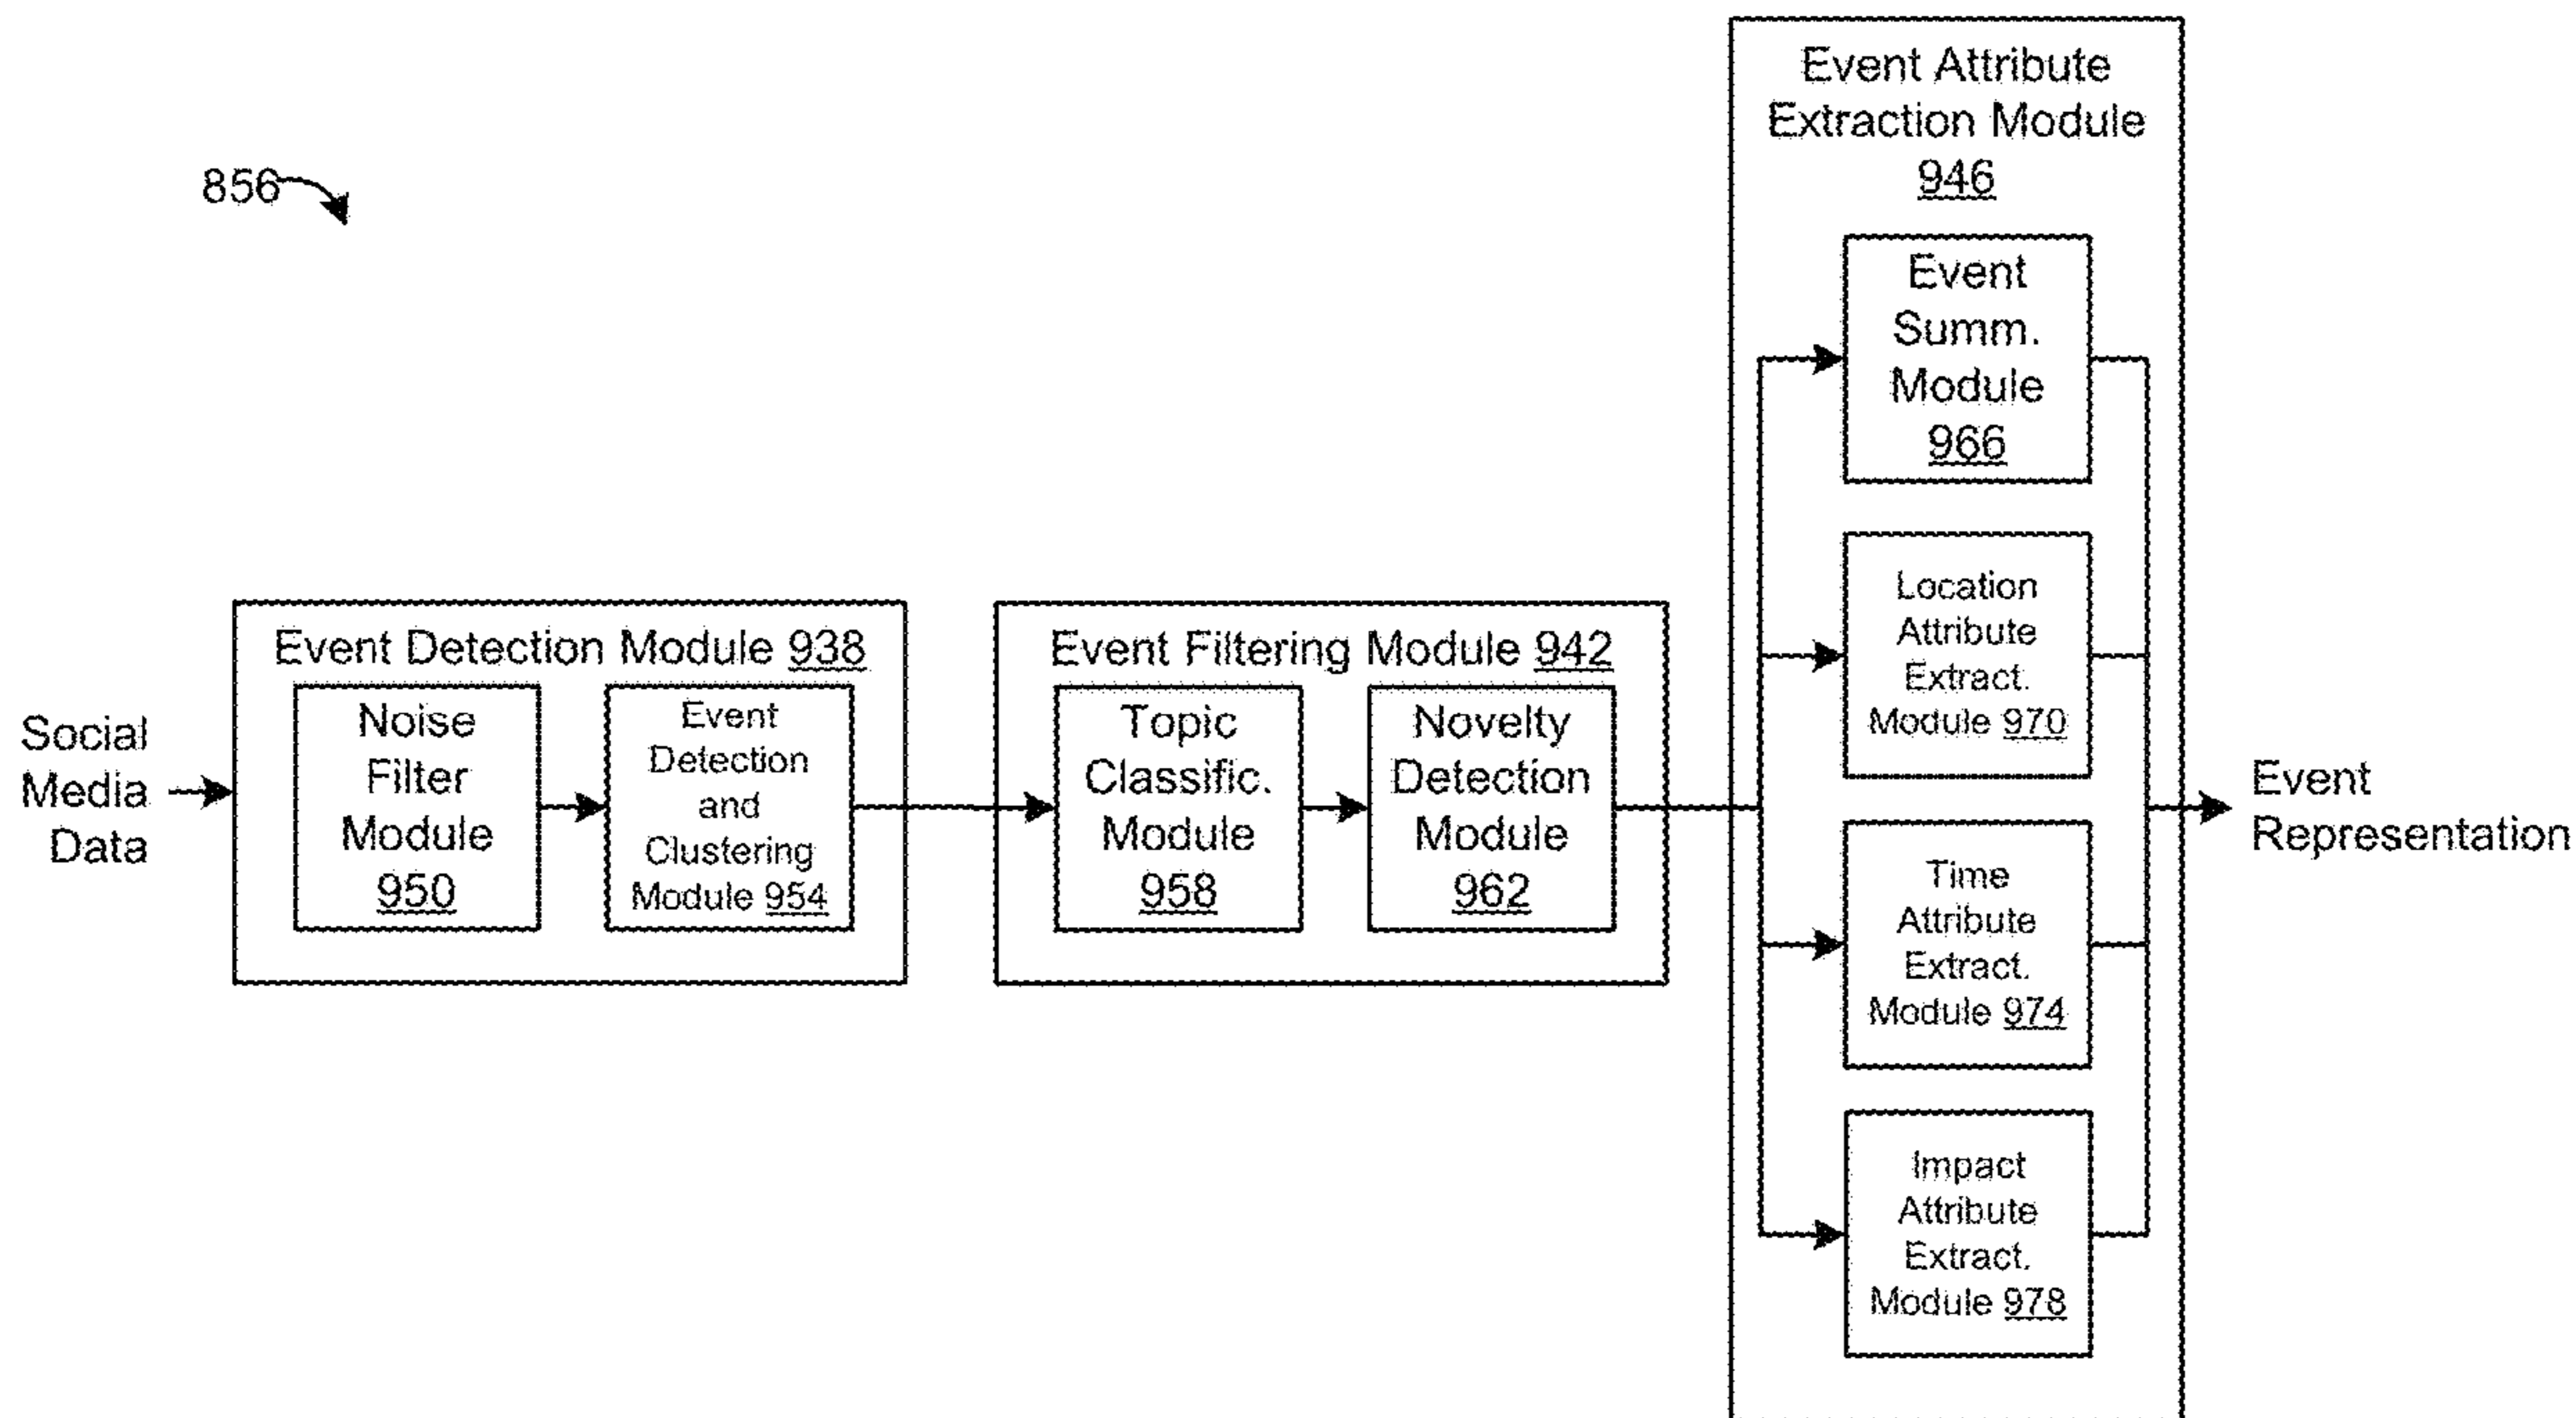 856
Social
Media
Data
Event Detection Module 938
Noise
Filter
Module
950
Event
Detection
and
Clustering
Module 954
Event Filtering Module 942
Topic
Classific.
Module
958
Novelty
Detection
Module
962
Event Attribute
Extraction Module
946
Event
Summ.
Module
966
Location
Attribute
Extract.
Module 970
Time
Attribute
Extract.
Module 974
Impact
Attribute
Extract.
Module 978
Event
Representation